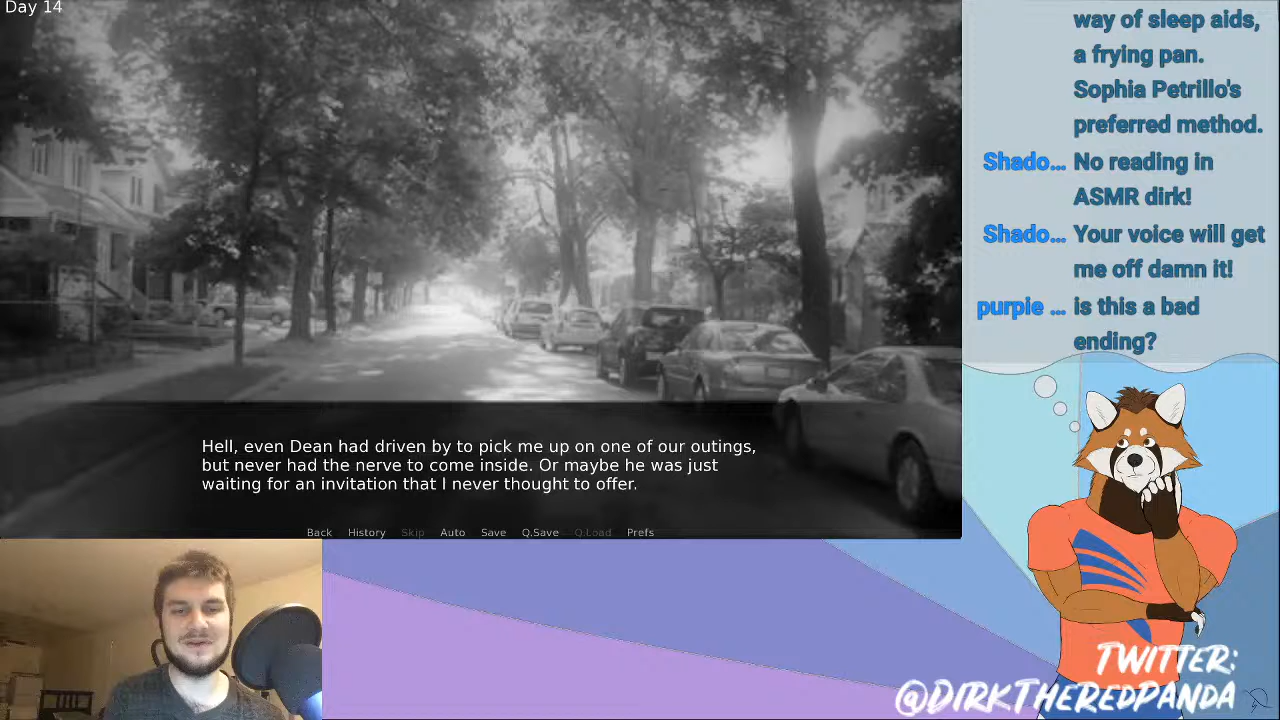 Day 14
Hell, even Dean had driven by to pick me up on one of our outings,
but never had the nerve to come inside. Or maybe he was just
waiting for an invitation that I never thought to offer.
Back History Skip Auto Save Q.Save Q.Load Prefs
way of sleep aids,
a frying pan.
Sophia Petrillo's
preferred method.
Shado... No reading in
ASMR dirk!
Shado... Your voice will get
me off damn it!
purpie ... is this a bad
ending?
TWITTER:
@DIRKTHEREDPANDA